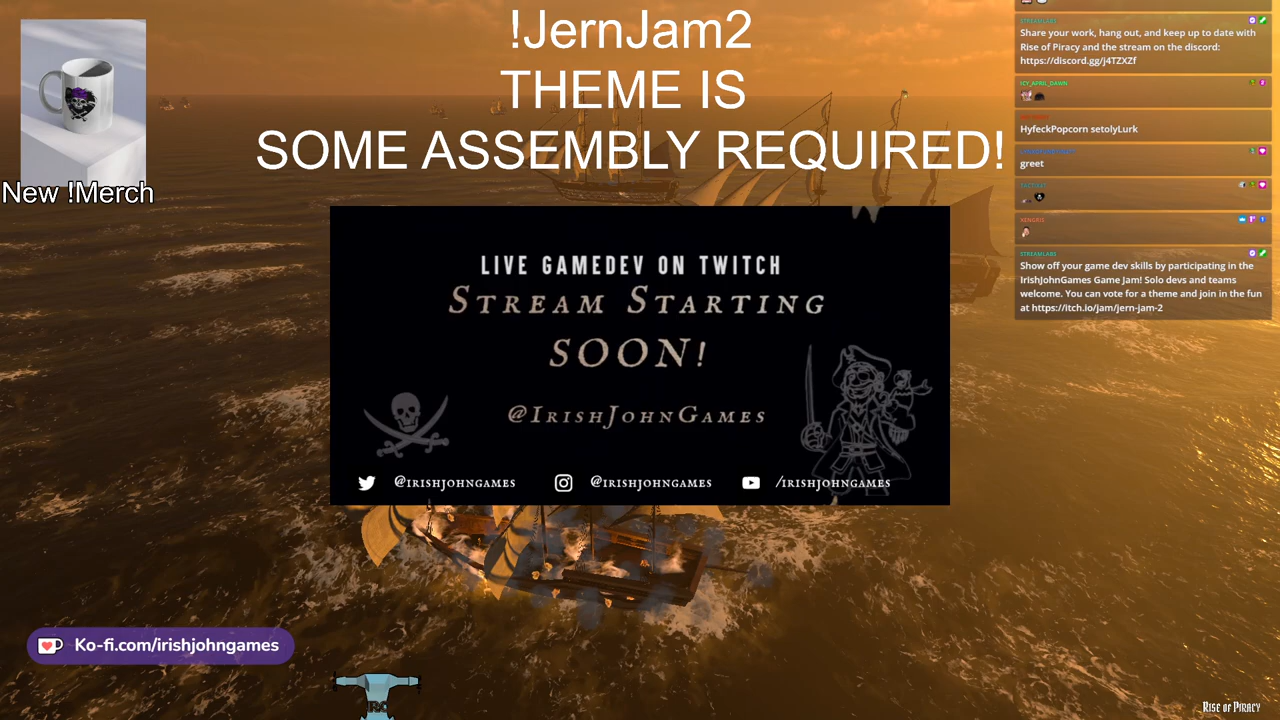 !JernJam2
THEME IS
SOME ASSEMBLY REQUIRED!
New !Merch
LIVE GAMEDEV ON TWITCH
STREAM STARTING
SOON!
@IRISHJOHNGAMES
@IRISHJOHNGAMES
@IRISHJOHNGAMES
/IRISHJOHNGAMES
STREAMLABS
Share your work, hang out, and keep up to date with
Rise of Piracy and the stream on the discord:
https://discord.gg/j4TZXZf
ICY_APRIL_DAWN
HyfeckPopcorn setolyLurk
greet
XENGRIS
STREAMLABS
Show off your game dev skills by participating in the
IrishJohnGames Game Jam! Solo devs and teams
welcome. You can vote for a theme and join in the fun
at https://itch.io/jam/jern-jam-2
Ko-fi.com/irishjohngames
RISE OF PIRACY